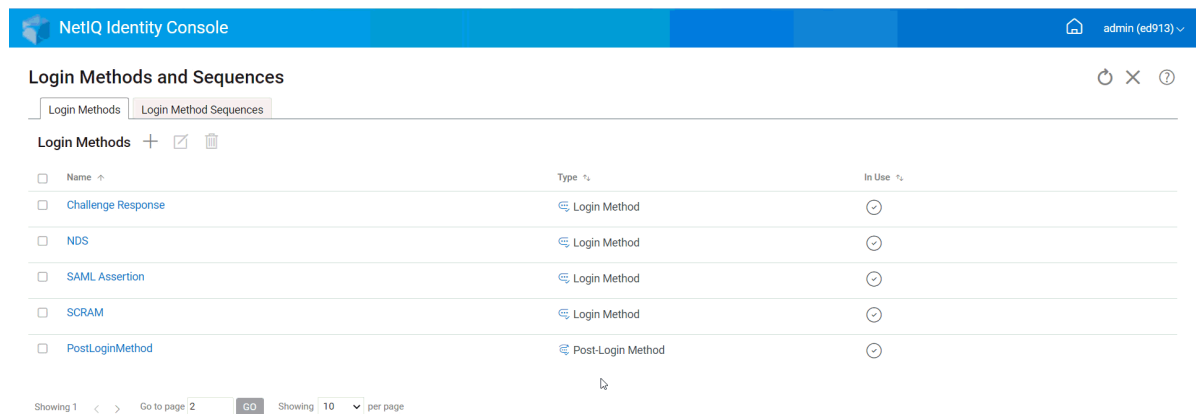 NetIQ Identity Console
admin (ed913)
Login Methods and Sequences
Login Methods Login Method Sequences
Login Methods
Name Type In Use
Challenge Response Login Method
NDS Login Method
SAML Assertion Login Method
SCRAM Login Method
PostLoginMethod Post-Login Method
Showing 1 Go to page 2 GO Showing 10 per page